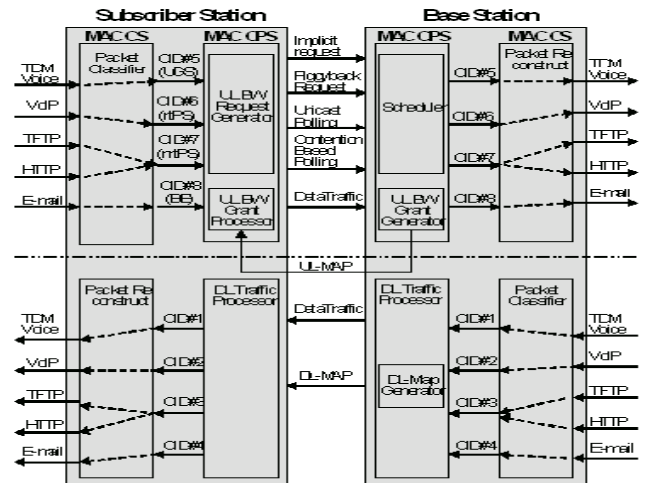 Subscriber Station
Base Station
MAC CS
MAC CPS
MAC CPS
MAC CS
Packet
Classifier
CID#5
(UGS)
CID#6
(rtPS)
CID#7
(nrtPS)
CID#8
(BE)
UL BW
Request
Generator
UL BW
Grant
Processor
Implicit
request
Piggyback
Request
Unicast
Polling
Contention
Based
Polling
Data Traffic
Scheduler
UL BW
Grant
Generator
CID#5
CID#6
CID#7
CID#8
Packet Re
construct
TDM
Voice
VoIP
TFTP
HTTP
E-mail
TDM
Voice
VoIP
TFTP
HTTP
E-mail
UL-MAP
Packet Re
construct
DL Traffic
Processor
DL Traffic
Processor
Packet
Classifier
CID#1
CID#2
CID#3
CID#4
Data Traffic
DL-MAP
DL-Map
Generator
CID#1
CID#2
CID#3
CID#4
TDM
Voice
VoIP
TFTP
HTTP
E-mail
TDM
Voice
VoIP
TFTP
HTTP
E-mail